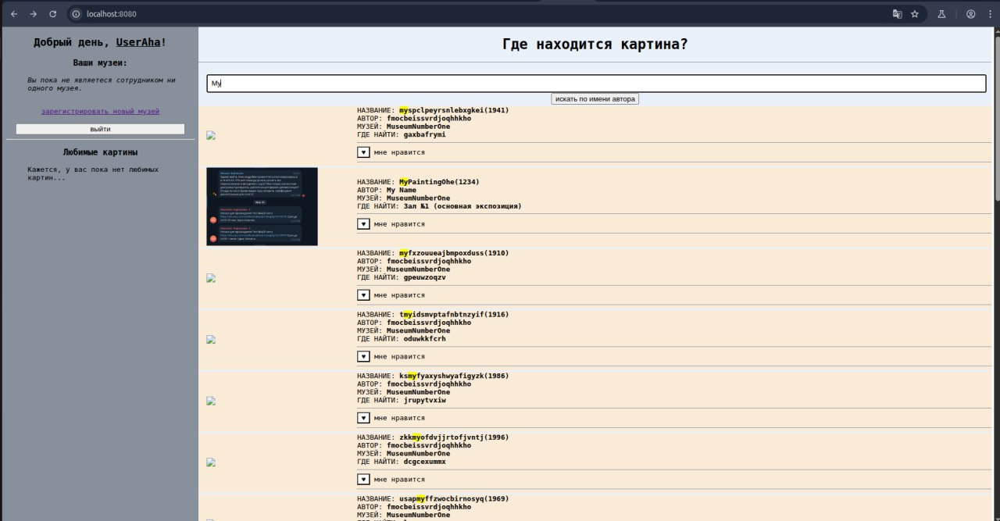 localhost:8080
Добрый день, UserAha!
Ваши музеи:
Вы пока не являетеся сотрудником ни
одного музея.
зарегистрировать новый музей
выйти
Любимые картины
Кажется, у вас пока нет любимых
картин...
Где находится картина?
My
искать по имени автора
НАЗВАНИЕ: myspclpeyrsnlebxgkei(1941)
АВТОР: fmocbeissvrdjoqhhkho
МУЗЕЙ: MuseumNumberOne
ГДЕ НАЙТИ: gaxbafrymi
♥ мне нравится
НАЗВАНИЕ: MyPaintingOhe(1234)
АВТОР: My Name
МУЗЕЙ: MuseumNumberOne
ГДЕ НАЙТИ: Зал №1 (основная экспозиция)
♥ мне нравится
НАЗВАНИЕ: myfxzouueajbmpoxduss(1910)
АВТОР: fmocbeissvrdjoqhhkho
МУЗЕЙ: MuseumNumberOne
ГДЕ НАЙТИ: gpeuwzoqzv
♥ мне нравится
НАЗВАНИЕ: tmyidsmvptafnbtnzyif(1916)
АВТОР: fmocbeissvrdjoqhhkho
МУЗЕЙ: MuseumNumberOne
ГДЕ НАЙТИ: oduwkkfcrh
♥ мне нравится
НАЗВАНИЕ: ksmyfyaxyshwyafigyzk(1986)
АВТОР: fmocbeissvrdjoqhhkho
МУЗЕЙ: MuseumNumberOne
ГДЕ НАЙТИ: jrupytvxiw
♥ мне нравится
НАЗВАНИЕ: zkkmyofdvjjrtofjvntj(1996)
АВТОР: fmocbeissvrdjoqhhkho
МУЗЕЙ: MuseumNumberOne
ГДЕ НАЙТИ: dcgcexummx
♥ мне нравится
НАЗВАНИЕ: usapmyffzwocbirnosyq(1969)
АВТОР: fmocbeissvrdjoqhhkho
МУЗЕЙ: MuseumNumberOne